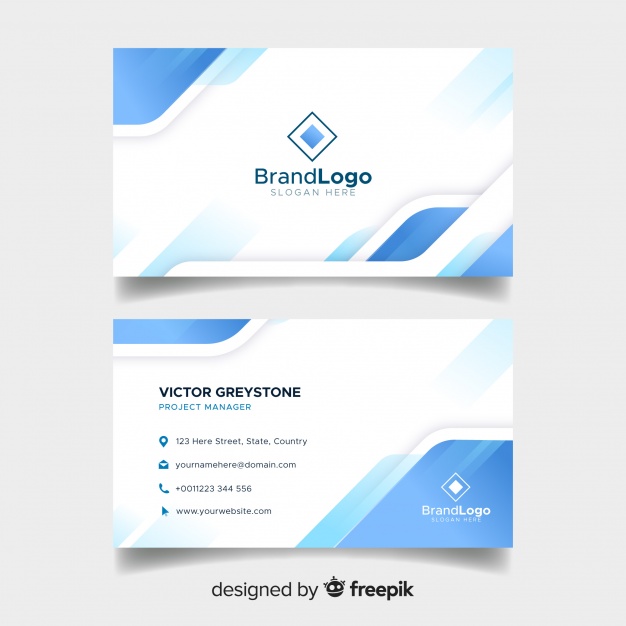 BrandLogo
SLOGAN HERE
VICTOR GREYSTONE
PROJECT MANAGER
123 Here Street, State, Country
yournamehere@domain.com
+0011223 344 556
www.yourwebsite.com
BrandLogo
SLOGAN HERE
designed by freepik